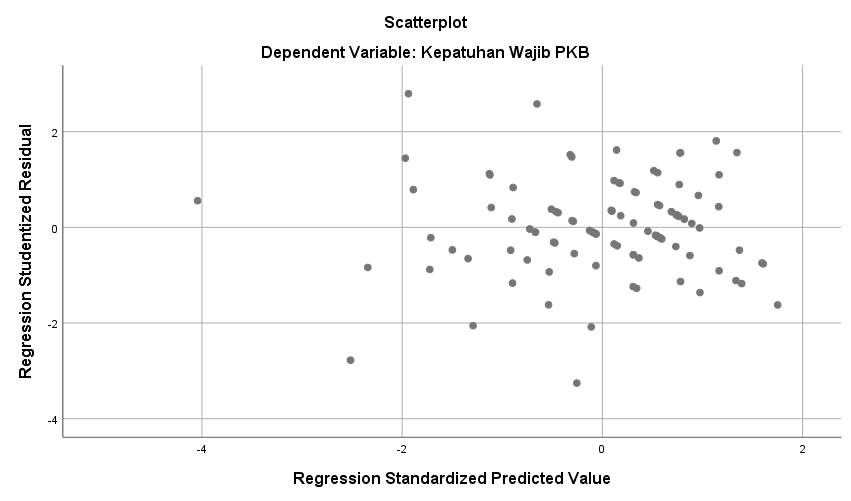 Scatterplot
Dependent Variable: Kepatuhan Wajib PKB
Regression Studentized Residual
2
0
-2
-4
-4
-2
0
2
Regression Standardized Predicted Value